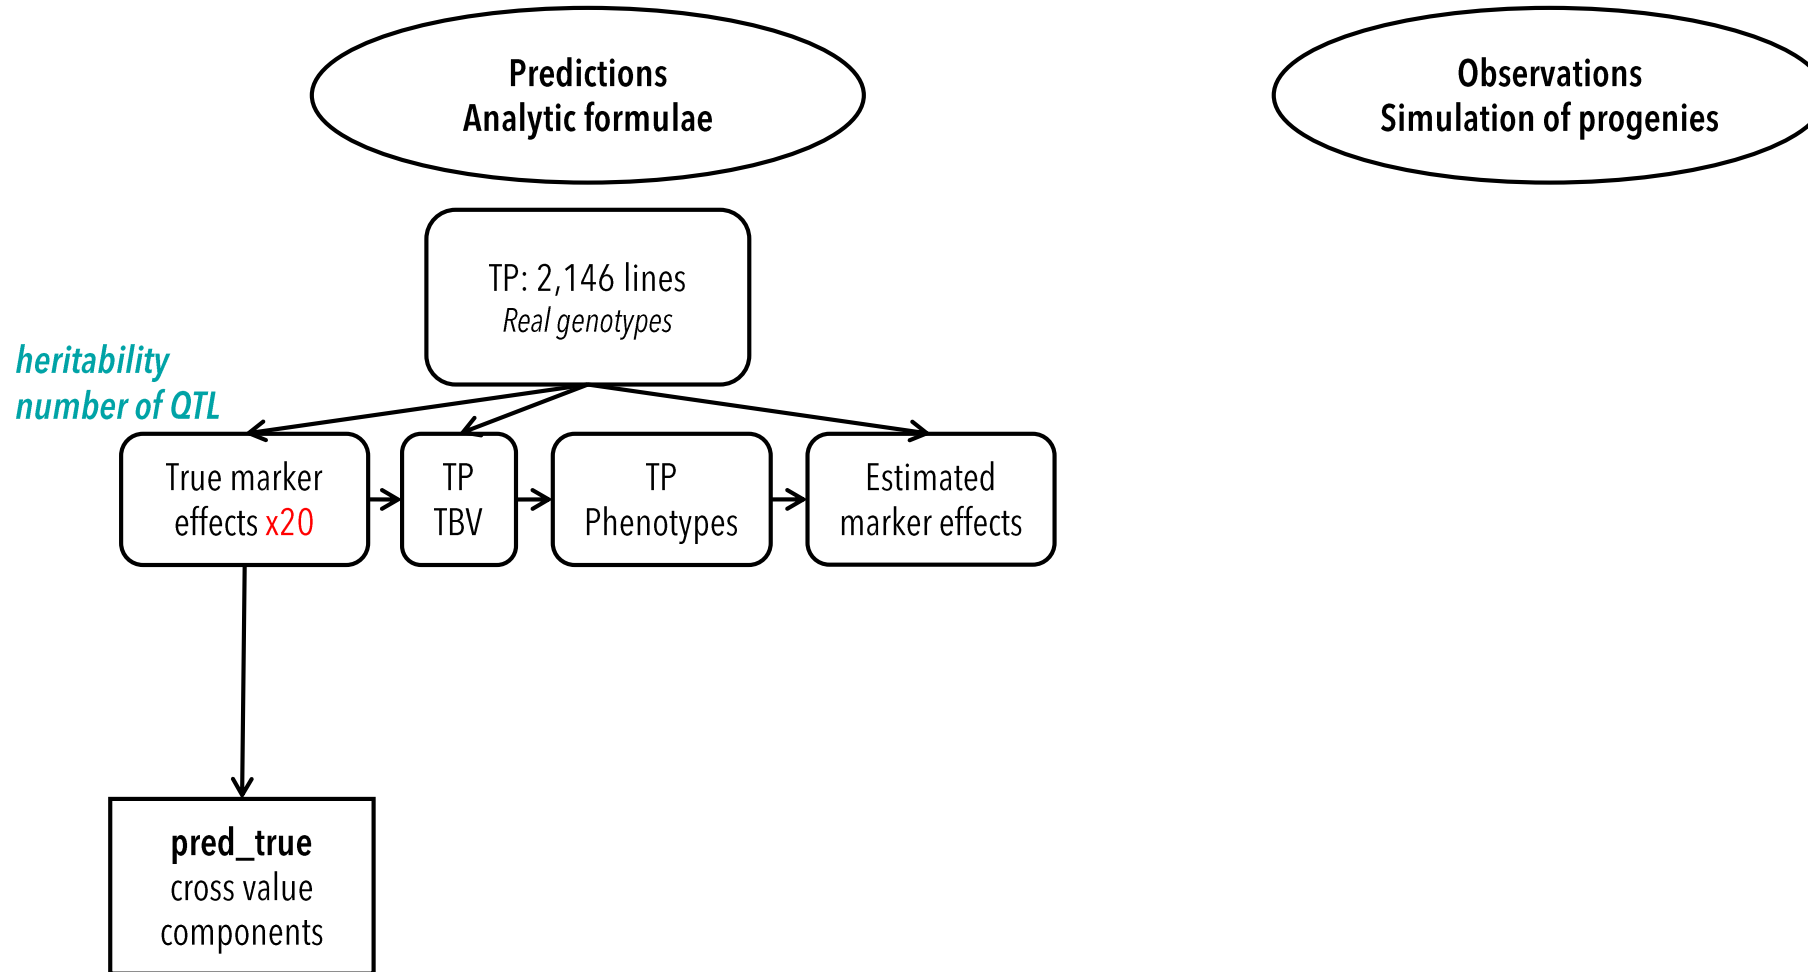 Predictions
Analytic formulae
Observations
Simulation of progenies
TP: 2,146 lines
Real genotypes
heritability
number of QTL
True marker
effects x20
TP
TBV
TP
Phenotypes
Estimated
marker effects
pred_true
cross value
components